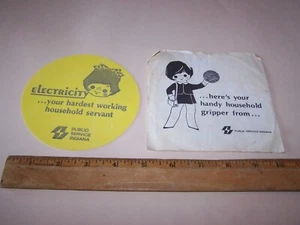 ELECTRICITY
...your hardest working
household servant
PUBLIC
SERVICE
INDIANA
...here's your
handy household
gripper from...
PUBLIC SERVICE INDIANA